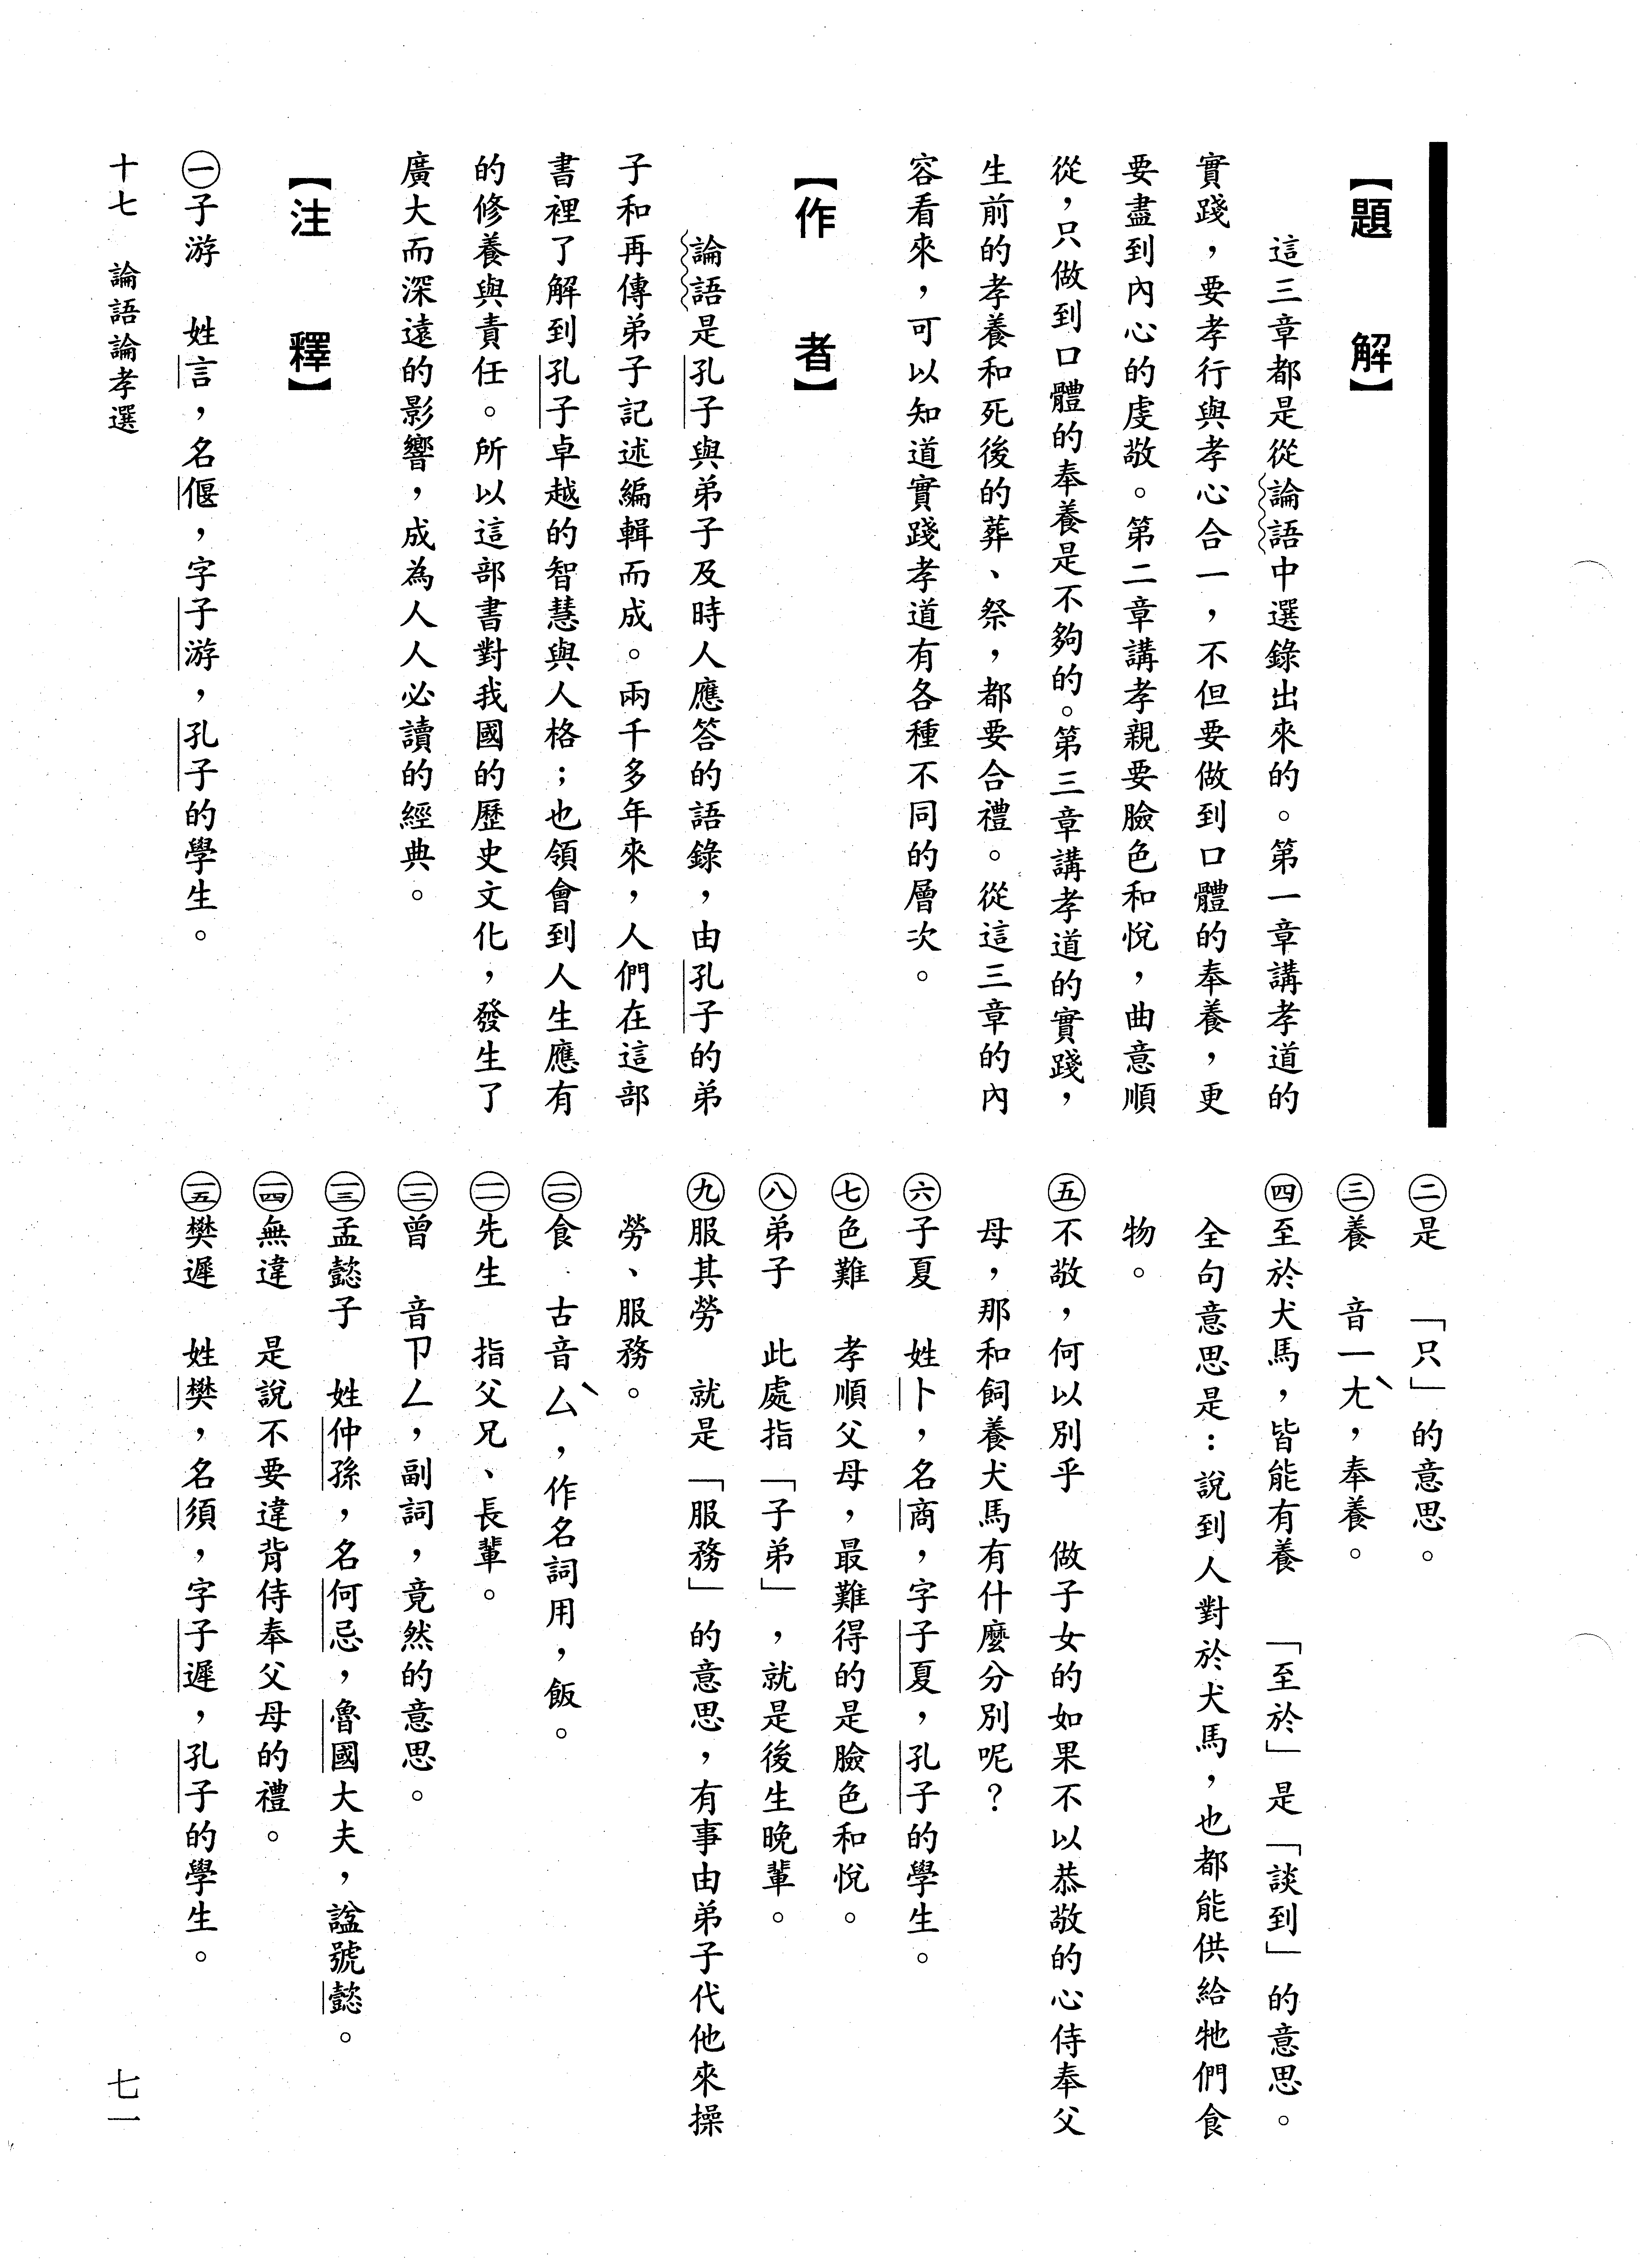 【題解】
這三章都是從論語中選錄出來的。第一章講孝道的
實踐，要孝行與孝心合一，不但要做到口體的奉養，更
要盡到內心的虔敬。第二章講孝親要臉色和悅，曲意順
從，只做到口體的奉養是不夠的。第三章講孝道的實踐，
生前的孝養和死後的葬、祭，都要合禮。從這三章的內
容看來，可以知道實踐孝道有各種不同的層次。
【作者】
論語是孔子與弟子及時人應答的語錄，由孔子的弟
子和再傳弟子記述編輯而成。兩千多年來，人們在這部
書裡了解到孔子卓越的智慧與人格；也領會到人生應有
的修養與責任。所以這部書對我國的歷史文化，發生了
廣大而深遠的影響，成為人人必讀的經典。
【注釋】
㊀子游　姓言，名偃，字子游，孔子的學生。
㊁是　「只」的意思。
㊂養　音ㄧㄤˋ，奉養。
㊃至於犬馬，皆能有養　「至於」是「談到」的意思。
全句意思是：說到人對於犬馬，也都能供給牠們食
物。
㊄不敬，何以別乎　做子女的如果不以恭敬的心侍奉父
母，那和飼養犬馬有什麼分別呢？
㊅子夏　姓卜，名商，字子夏，孔子的學生。
㊆色難　孝順父母，最難得的是臉色和悅。
㊇弟子　此處指「子弟」，就是後生晚輩。
㊈服其勞　就是「服務」的意思，有事由弟子代他來操
勞、服務。
(一〇)食　古音ㄙˋ，作名詞用，飯。
(一一)先生　指父兄、長輩。
(一二)曾　音ㄗㄥ，副詞，竟然的意思。
(一三)孟懿子　姓仲孫，名何忌，魯國大夫，諡號懿。
(一四)無違　是說不要違背侍奉父母的禮。
(一五)樊遲　姓樊，名須，字子遲，孔子的學生。
十七　論語論孝選
七一